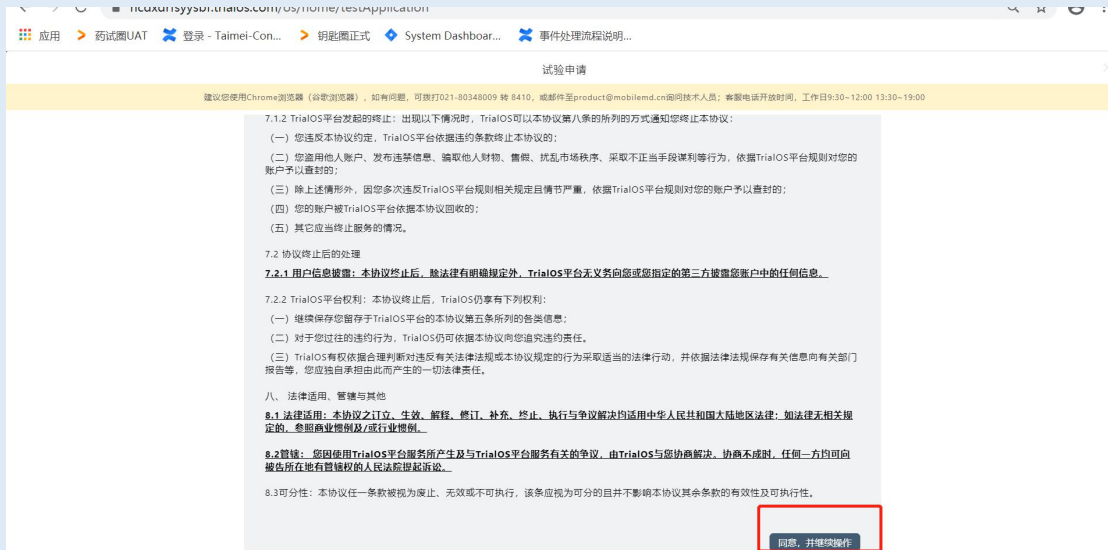 ncdxdflsyysbf.trialos.com/os/home/testApplication
应用 药试圈UAT 登录 - Taimei-Con... 钥匙圈正式 System Dashboar... 事件处理流程说明...
试验申请
建议您使用Chrome浏览器（谷歌浏览器），如有问题，可拨打021-80348009 转 8410，或邮件至product@mobilemd.cn询问技术人员；客服电话开放时间，工作日9:30~12:00 13:30~19:00
7.1.2 TrialOS平台发起的终止：出现以下情况时，TrialOS可以本协议第八条的所列的方式通知您终止本协议：
（一）您违反本协议约定，TrialOS平台依据违约条款终止本协议的；
（二）您盗用他人账户、发布违禁信息、骗取他人财物、售假、扰乱市场秩序、采取不正当手段谋利等行为，依据TrialOS平台规则对您的
账户予以查封的；
（三）除上述情形外，因您多次违反TrialOS平台规则相关规定且情节严重，依据TrialOS平台规则对您的账户予以查封的；
（四）您的账户被TrialOS平台依据本协议回收的；
（五）其它应当终止服务的情况。
7.2 协议终止后的处理
7.2.1 用户信息披露：本协议终止后，除法律有明确规定外，TrialOS平台无义务向您或您指定的第三方披露您账户中的任何信息。
7.2.2 TrialOS平台权利：本协议终止后，TrialOS仍享有下列权利：
（一）继续保存您留存于TrialOS平台的本协议第五条所列的各类信息；
（二）对于您过往的违约行为，TrialOS仍可依据本协议向您追究违约责任。
（三）TrialOS有权依据合理判断对违反有关法律法规或本协议规定的行为采取适当的法律行动，并依据法律法规保存有关信息向有关部门
报告等，您应独自承担由此而产生的一切法律责任。
八、 法律适用、管辖与其他
8.1 法律适用：本协议之订立、生效、解释、修订、补充、终止、执行与争议解决均适用中华人民共和国大陆地区法律；如法律无相关规
定的，参照商业惯例及/或行业惯例。
8.2管辖： 您因使用TrialOS平台服务所产生及与TrialOS平台服务有关的争议，由TrialOS与您协商解决。协商不成时，任何一方均可向
被告所在地有管辖权的人民法院提起诉讼。
8.3可分性：本协议任一条款被视为废止、无效或不可执行，该条应视为可分的且并不影响本协议其余条款的有效性及可执行性。
同意，并继续操作